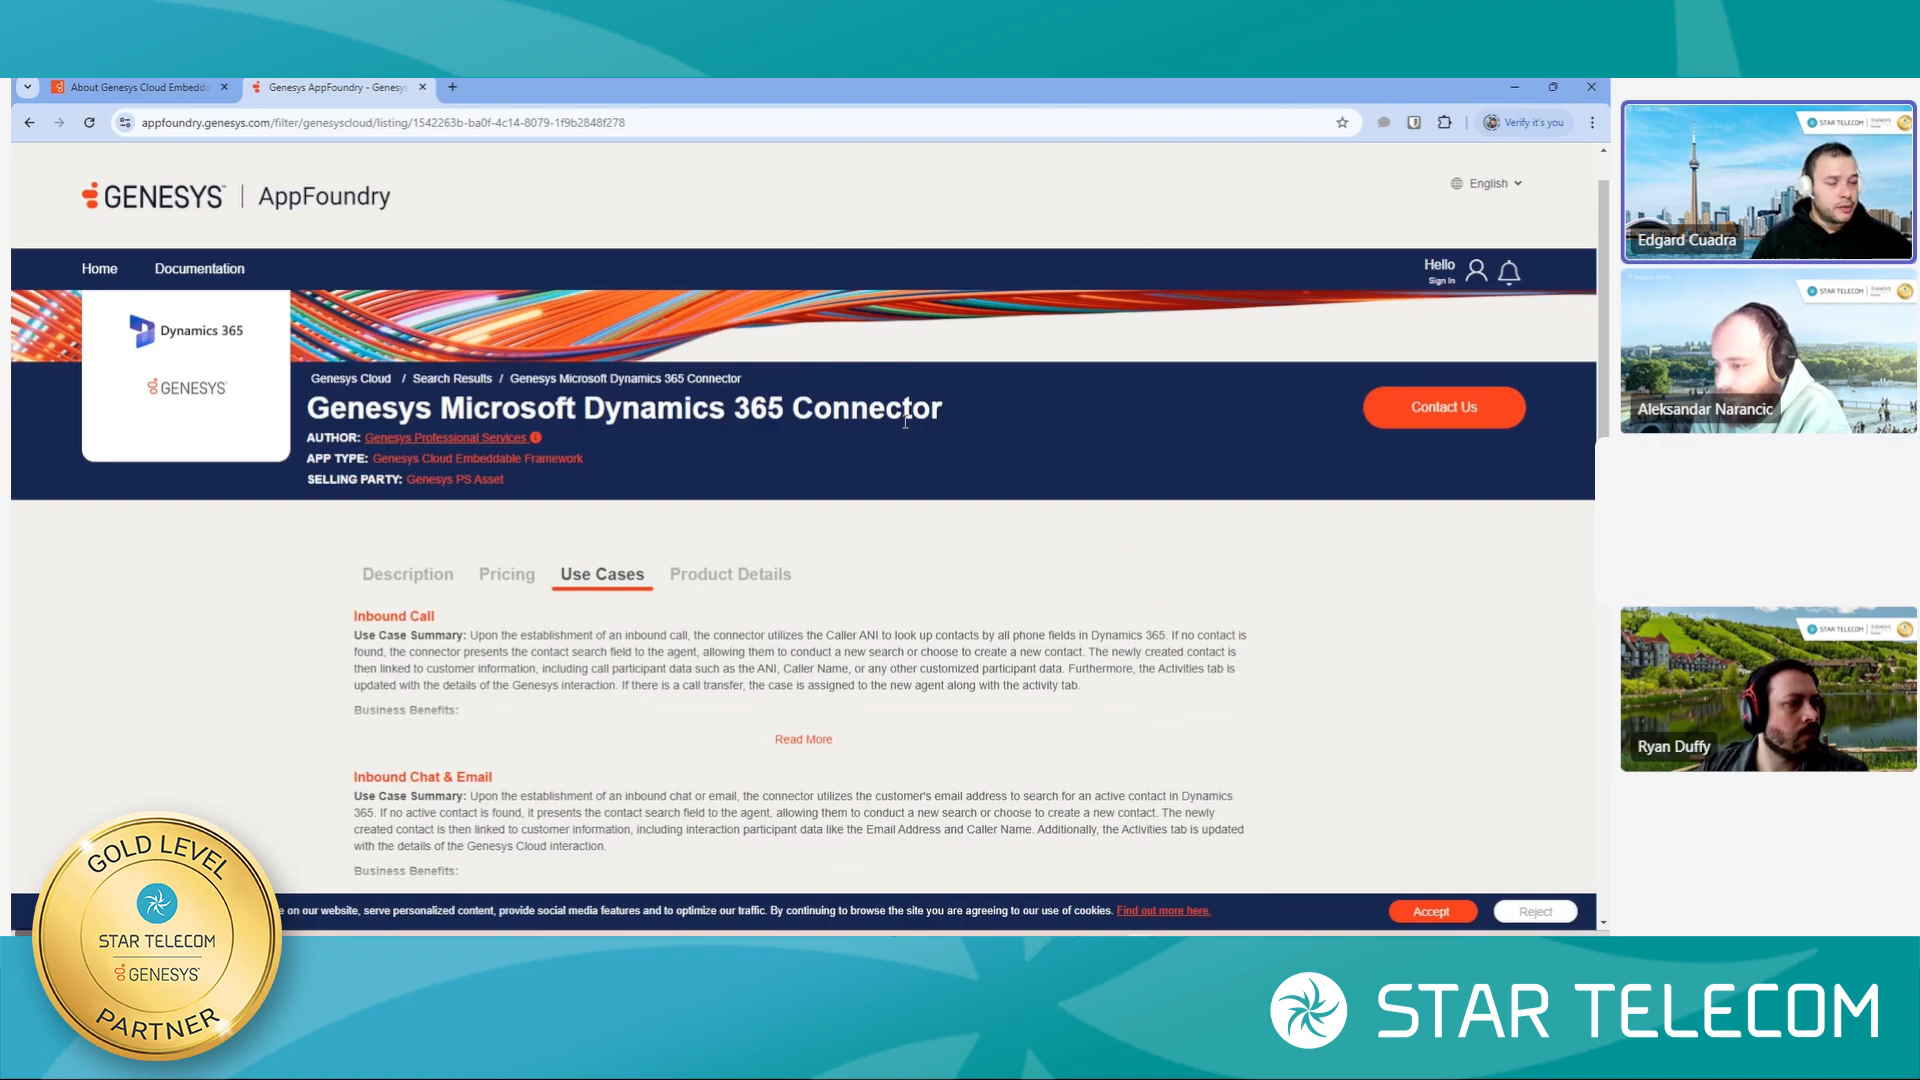 About Genesys Cloud Embedd
Genesys AppFoundry - Genesys
appfoundry.genesys.com/filter/genesyscloud/listing/1542263b-ba0f-4c14-8079-1f9b2848f278
Verify it's you
GENESYS | AppFoundry
English
Home
Documentation
Hello
Sign In
Dynamics 365
GENESYS
Genesys Cloud / Search Results / Genesys Microsoft Dynamics 365 Connector
Genesys Microsoft Dynamics 365 Connector
AUTHOR: Genesys Professional Services
APP TYPE: Genesys Cloud Embeddable Framework
SELLING PARTY: Genesys PS Asset
Contact Us
Description
Pricing
Use Cases
Product Details
Inbound Call
Use Case Summary: Upon the establishment of an inbound call, the connector utilizes the Caller ANI to look up contacts by all phone fields in Dynamics 365. If no contact is
found, the connector presents the contact search field to the agent, allowing them to conduct a new search or choose to create a new contact. The newly created contact is
then linked to customer information, including call participant data such as the ANI, Caller Name, or any other customized participant data. Furthermore, the Activities tab is
updated with the details of the Genesys interaction. If there is a call transfer, the case is assigned to the new agent along with the activity tab.
Business Benefits:
Read More
Inbound Chat & Email
Use Case Summary: Upon the establishment of an inbound chat or email, the connector utilizes the customer's email address to search for an active contact in Dynamics
365. If no active contact is found, it presents the contact search field to the agent, allowing them to conduct a new search or choose to create a new contact. The newly
created contact is then linked to customer information, including interaction participant data like the Email Address and Caller Name. Additionally, the Activities tab is updated
with the details of the Genesys Cloud interaction.
Business Benefits:
e on our website, serve personalized content, provide social media features and to optimize our traffic. By continuing to browse the site you are agreeing to our use of cookies. Find out more here.
Accept
Reject
STAR TELECOM
Edgard Cuadra
STAR TELECOM
Aleksandar Narancic
STAR TELECOM
Ryan Duffy
GOLD LEVEL
STAR TELECOM
GENESYS
PARTNER
STAR TELECOM